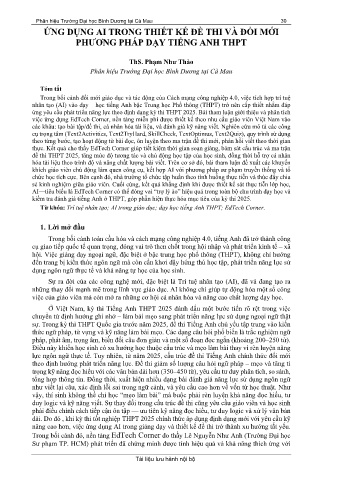 Phân hiệu Trường Đại học Bình Dương tại Cà Mau 39
ỨNG DỤNG AI TRONG THIẾT KẾ ĐỀ THI VÀ ĐỔI MỚI
PHƯƠNG PHÁP DẠY TIẾNG ANH THPT
ThS. Phạm Như Thảo
Phân hiệu Trường Đại học Bình Dương tại Cà Mau
Tóm tắt
Trong bối cảnh đổi mới giáo dục và tác động của Cách mạng công nghiệp 4.0, việc tích hợp trí tuệ
nhân tạo (AI) vào dạy học tiếng Anh bậc Trung học Phổ thông (THPT) trở nên cấp thiết nhằm đáp
ứng yêu cầu phát triển năng lực theo định dạng kỳ thi THPT 2025. Bài tham luận giới thiệu và phân tích
việc ứng dụng EdTech Corner, nền tảng miễn phí được thiết kế theo nhu cầu giáo viên Việt Nam vào
các khâu: tạo bài tập/đề thi, cá nhân hóa tài liệu, và đánh giá kỹ năng viết. Nghiên cứu mô tả các công
cụ trọng tâm (Text2Activities, Text2Fryllard, SkillCheck, Text2Optimus, Text2Quiz), quy trình sử dụng
theo từng bước, tạo hoạt động từ bài đọc, ôn luyện theo ma trận đề thi mới, phản hồi viết theo thời gian
thực. Kết quả cho thấy EdTech Corner giúp tiết kiệm thời gian soạn giảng, bám sát cấu trúc và ma trận
đề thi THPT 2025, tăng mức độ tương tác và chủ động học tập của học sinh, đồng thời hỗ trợ cá nhân
hóa tài liệu theo trình độ và nâng chất lượng bài viết. Trên cơ sở đó, bài tham luận đề xuất các khuyến
khích giáo viên chủ động làm quen công cụ, kết hợp AI với phương pháp sư phạm truyền thống và tổ
chức học tích cực. Bên cạnh đó, nhà trường tổ chức tập huấn theo tình huống thực tiễn và thúc đẩy chia
sẻ kinh nghiệm giữa giáo viên. Cuối cùng, kết quả khẳng định khi được thiết kế sát thực tiễn lớp học,
AI—tiêu biểu là EdTech Corner có thể đóng vai “trợ lý ảo” hiệu quả trong toàn bộ chu trình dạy học và
kiểm tra đánh giá tiếng Anh ở THPT, góp phần hiện thực hóa mục tiêu của kỳ thi 2025.
Từ khóa: Trí tuệ nhân tạo; AI trong giáo dục; dạy học tiếng Anh THPT; EdTech Corner.
1. Lời mở đầu
Trong bối cảnh toàn cầu hóa và cách mạng công nghiệp 4.0, tiếng Anh đã trở thành công
cụ giao tiếp quốc tế quan trọng, đóng vai trò then chốt trong hội nhập và phát triển kinh tế – xã
hội. Việc giảng dạy ngoại ngữ, đặc biệt ở bậc trung học phổ thông (THPT), không chỉ hướng
đến trang bị kiến thức ngôn ngữ mà còn cần khơi dậy hứng thú học tập, phát triển năng lực sử
dụng ngôn ngữ thực tế và khả năng tự học của học sinh.
Sự ra đời của các công nghệ mới, đặc biệt là Trí tuệ nhân tạo (AI), đã và đang tạo ra
những thay đổi mạnh mẽ trong lĩnh vực giáo dục. AI không chỉ giúp tự động hóa một số công
việc của giáo viên mà còn mở ra những cơ hội cá nhân hóa và nâng cao chất lượng dạy học.
Ở Việt Nam, kỳ thi Tiếng Anh THPT 2025 đánh dấu một bước tiến rõ rệt trong việc
chuyển từ định hướng ghi nhớ – làm bài mẹo sang phát triển năng lực sử dụng ngoại ngữ thật
sự. Trong kỳ thi THPT Quốc gia trước năm 2025, đề thi Tiếng Anh chủ yếu tập trung vào kiến
thức ngữ pháp, từ vựng và kỹ năng làm bài mẹo. Các dạng câu hỏi phổ biến là trắc nghiệm ngữ
pháp, phát âm, trọng âm, biến đổi câu đơn giản và một số đoạn đọc ngắn (khoảng 200–250 từ).
Điều này khiến học sinh có xu hướng học thuộc cấu trúc và mẹo làm bài thay vì rèn luyện năng
lực ngôn ngữ thực tế. Tuy nhiên, từ năm 2025, cấu trúc đề thi Tiếng Anh chính thức đổi mới
theo định hướng phát triển năng lực. Đề thi giảm số lượng câu hỏi ngữ pháp – mẹo và tăng tỉ
trọng kỹ năng đọc hiểu với các văn bản dài hơn (350–450 từ), yêu cầu tư duy phân tích, so sánh,
tổng hợp thông tin. Đồng thời, xuất hiện nhiều dạng bài đánh giá năng lực sử dụng ngôn ngữ
như viết lại câu, xác định lỗi sai trong ngữ cảnh, và yêu cầu cao hơn về vốn từ học thuật. Như
vậy, thí sinh không thể chỉ học “mẹo làm bài” mà buộc phải rèn luyện khả năng đọc hiểu, tư
duy logic và kỹ năng viết. Sự thay đổi trong cấu trúc đề thi cũng yêu cầu giáo viên và học sinh
phải điều chỉnh cách tiếp cận ôn tập — ưu tiên kỹ năng đọc hiểu, tư duy logic và xử lý văn bản
dài. Do đó , khi kỳ thi tốt nghiệp THPT 2025 chính thức áp dụng định dạng mới với yêu cầu kỹ
năng cao hơn, việc ứng dụng AI trong giảng dạy và thiết kế đề thi trở thành xu hướng tất yếu.
Trong bối cảnh đó, nền tảng EdTech Corner do thầy Lê Nguyễn Như Anh (Trường Đại học
Sư phạm TP. HCM) phát triển đã chứng minh được tính hiệu quả và khả năng thích ứng với
Tài liệu lưu hành nội bộ